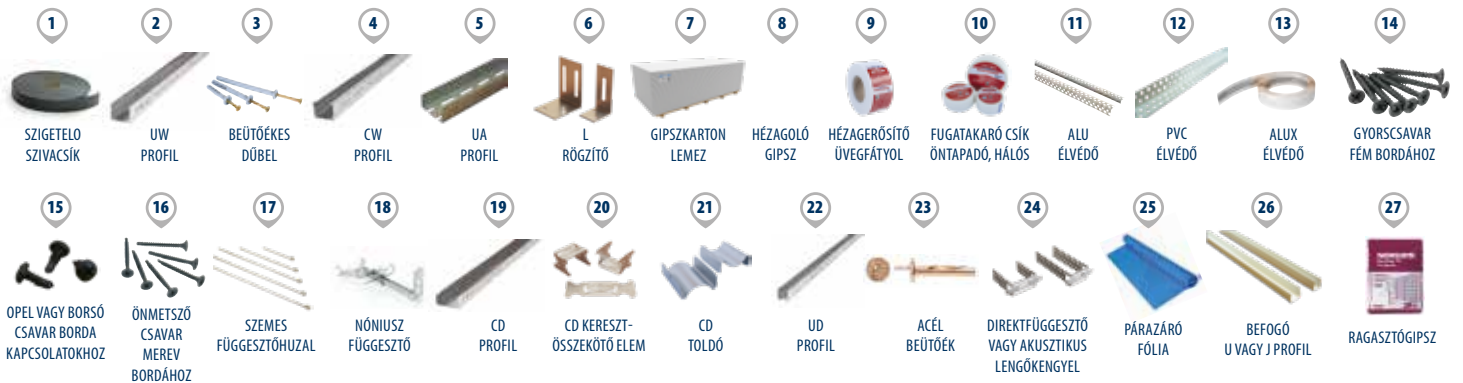 1
2
3
4
5
6
7
8
9
10
11
12
13
14
SZIGETELO
SZIVACSÍK
UW
PROFIL
BEÜTŐÉKES
DŰBEL
CW
PROFIL
UA
PROFIL
L
RÖGZÍTŐ
GIPSZKARTON
LEMEZ
HÉZAGOLÓ
GIPSZ
HÉZAGERŐSÍTŐ
ÜVEGFÁTYOL
FUGATAKARÓ CSÍK
ÖNTAPADÓ, HÁLÓS
ALU
ÉLVÉDŐ
PVC
ÉLVÉDŐ
ALUX
ÉLVÉDŐ
GYORSCSAVAR
FÉM BORDÁHOZ
15
16
17
18
19
20
21
22
23
24
25
26
27
OPEL VAGY BORSÓ
CSAVAR BORDA
KAPCSOLATOKHOZ
ÖNMETSZŐ
CSAVAR
MEREV
BORDÁHOZ
SZEMES
FÜGGESZTŐHUZAL
NÓNIUSZ
FÜGGESZTŐ
CD
PROFIL
CD KERESZT-
ÖSSZEKÖTŐ ELEM
CD
TOLDÓ
UD
PROFIL
ACÉL
BEÜTŐÉK
DIREKTFÜGGESZTŐ
VAGY AKUSZTIKUS
LENGŐKENGYEL
PÁRAZÁRÓ
FÓLIA
BEFOGÓ
U VAGY J PROFIL
RAGASZTÓGIPSZ